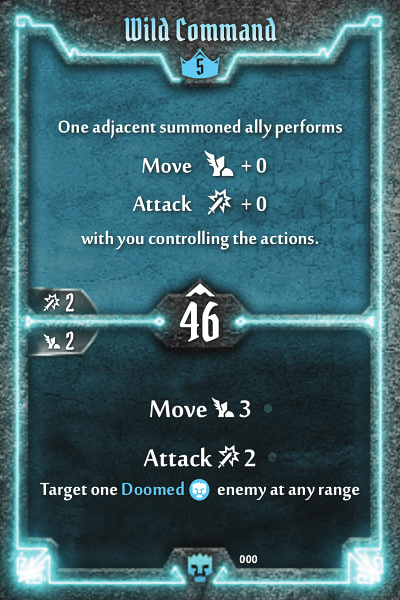 Wild Command
5
One adjacent summoned ally performs
Move + 0
Attack + 0
with you controlling the actions.
2
46
2
Move 3
Attack 2
Target one Doomed enemy at any range
000